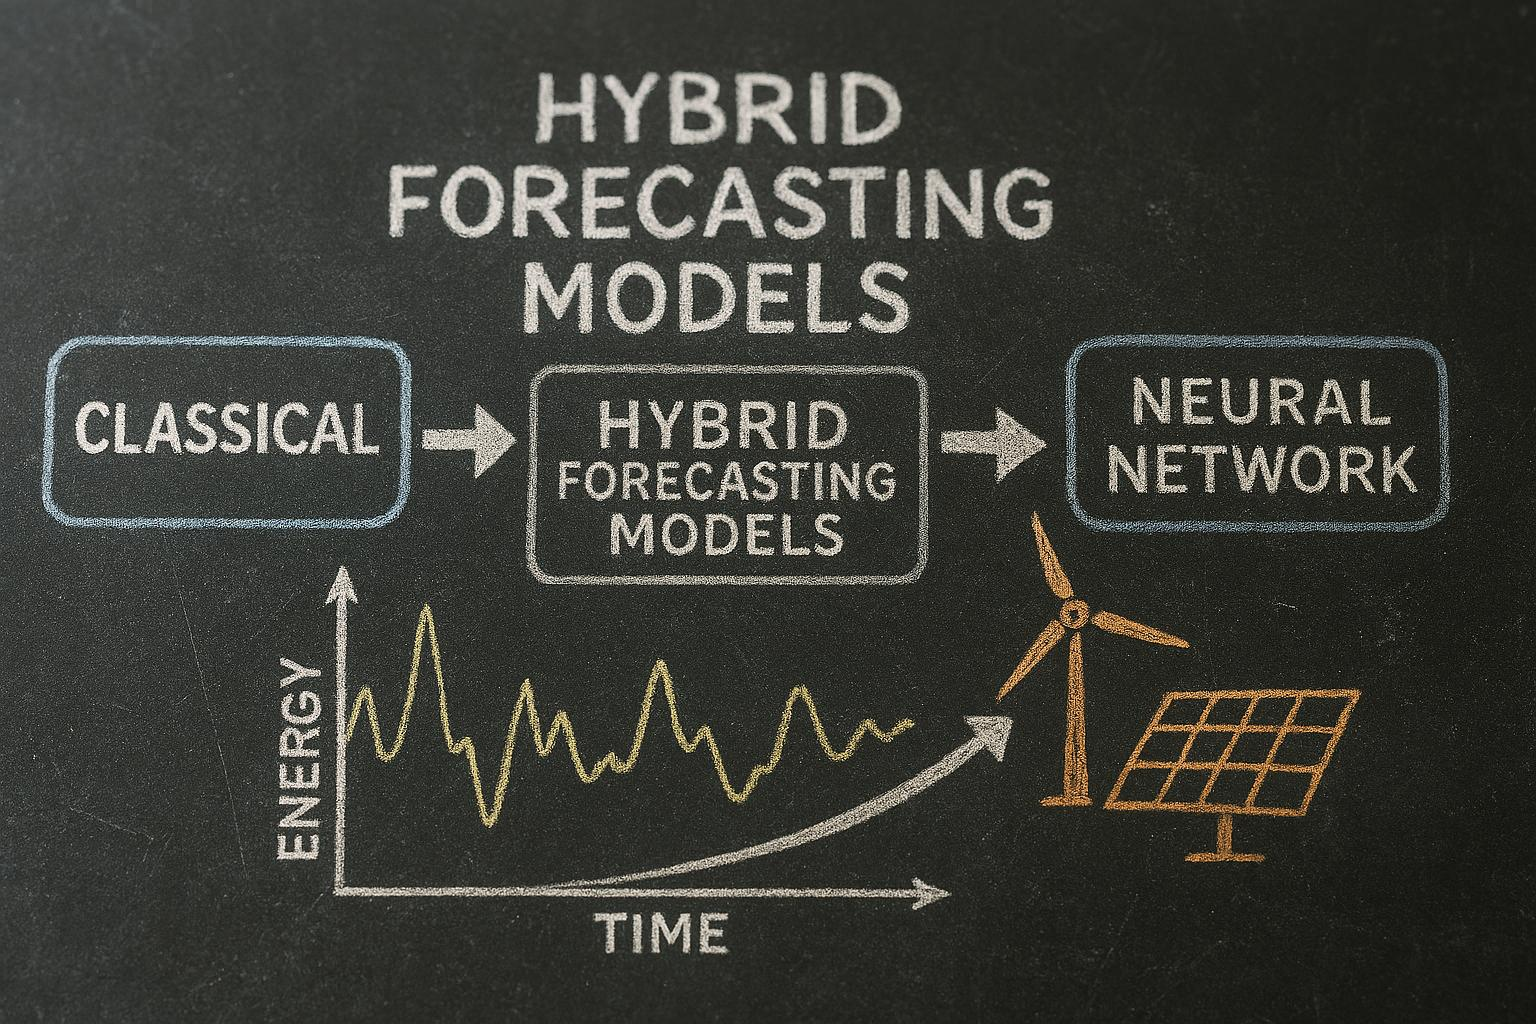 HYBRID
FORECASTING
MODELS
CLASSICAL
HYBRID
FORECASTING
MODELS
NEURAL
NETWORK
ENERGY
TIME